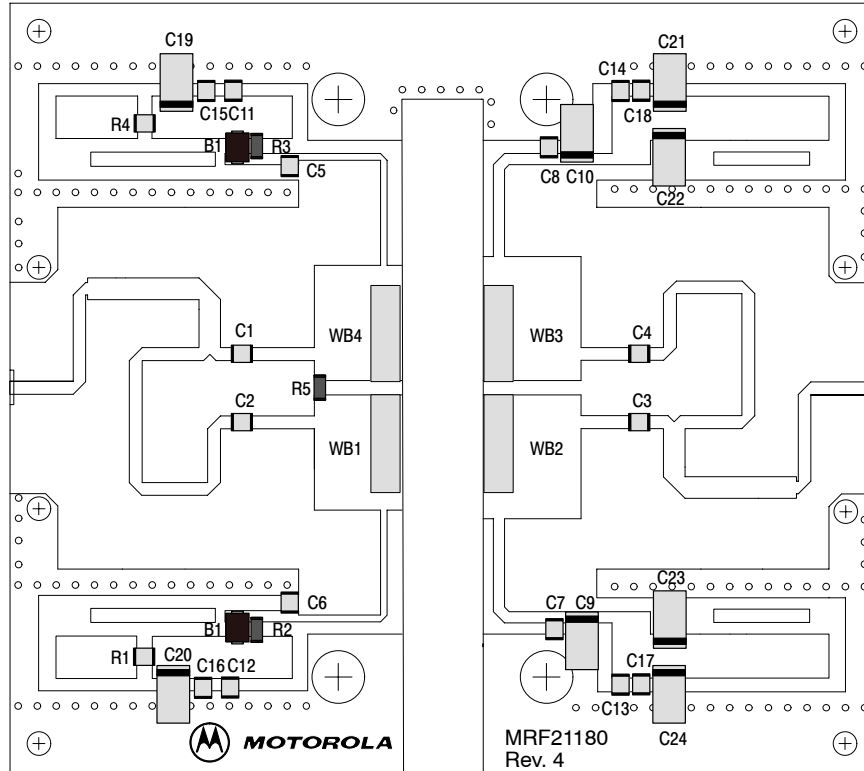 C19
C21
C14
C15
C11
C18
R4
B1
R3
C5
C8
C10
C22
C1
WB4
WB3
C4
R5
C2
C3
WB1
WB2
C6
C7
C9
C23
B1
R2
R1
C20
C16
C12
C13
C17
C24
MOTOROLA
MRF21180
Rev. 4